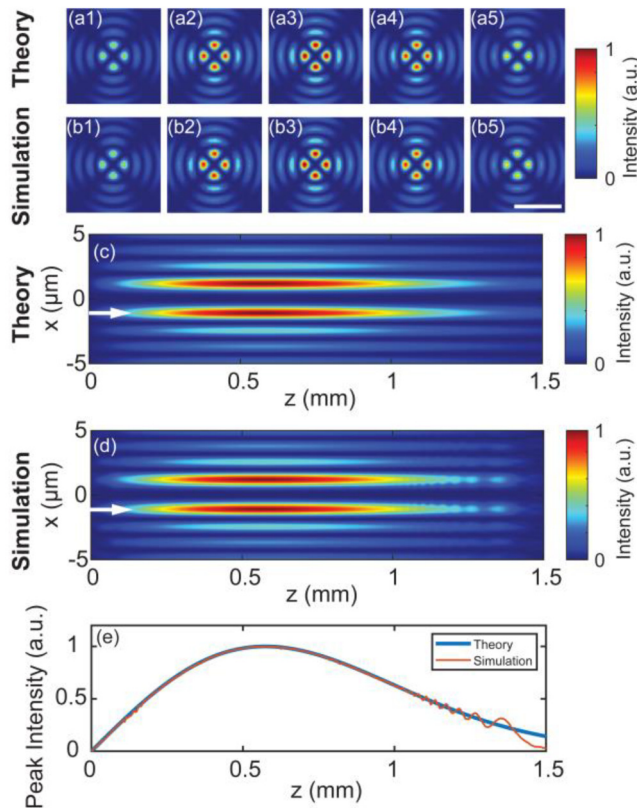 Theory
(a1) (a2) (a3) (a4) (a5)
1
Intensity (a.u.)
0
Simulation
(b1) (b2) (b3) (b4) (b5)
Theory
(c)
5
0
-5
x (μm)
0 0.5 1 1.5
z (mm)
1
Intensity (a.u.)
0
Simulation
(d)
5
0
-5
x (μm)
0 0.5 1 1.5
z (mm)
1
Intensity (a.u.)
0
(e)
Peak Intensity (a.u.)
1
0.5
0
Theory
Simulation
0 0.5 1 1.5
z (mm)